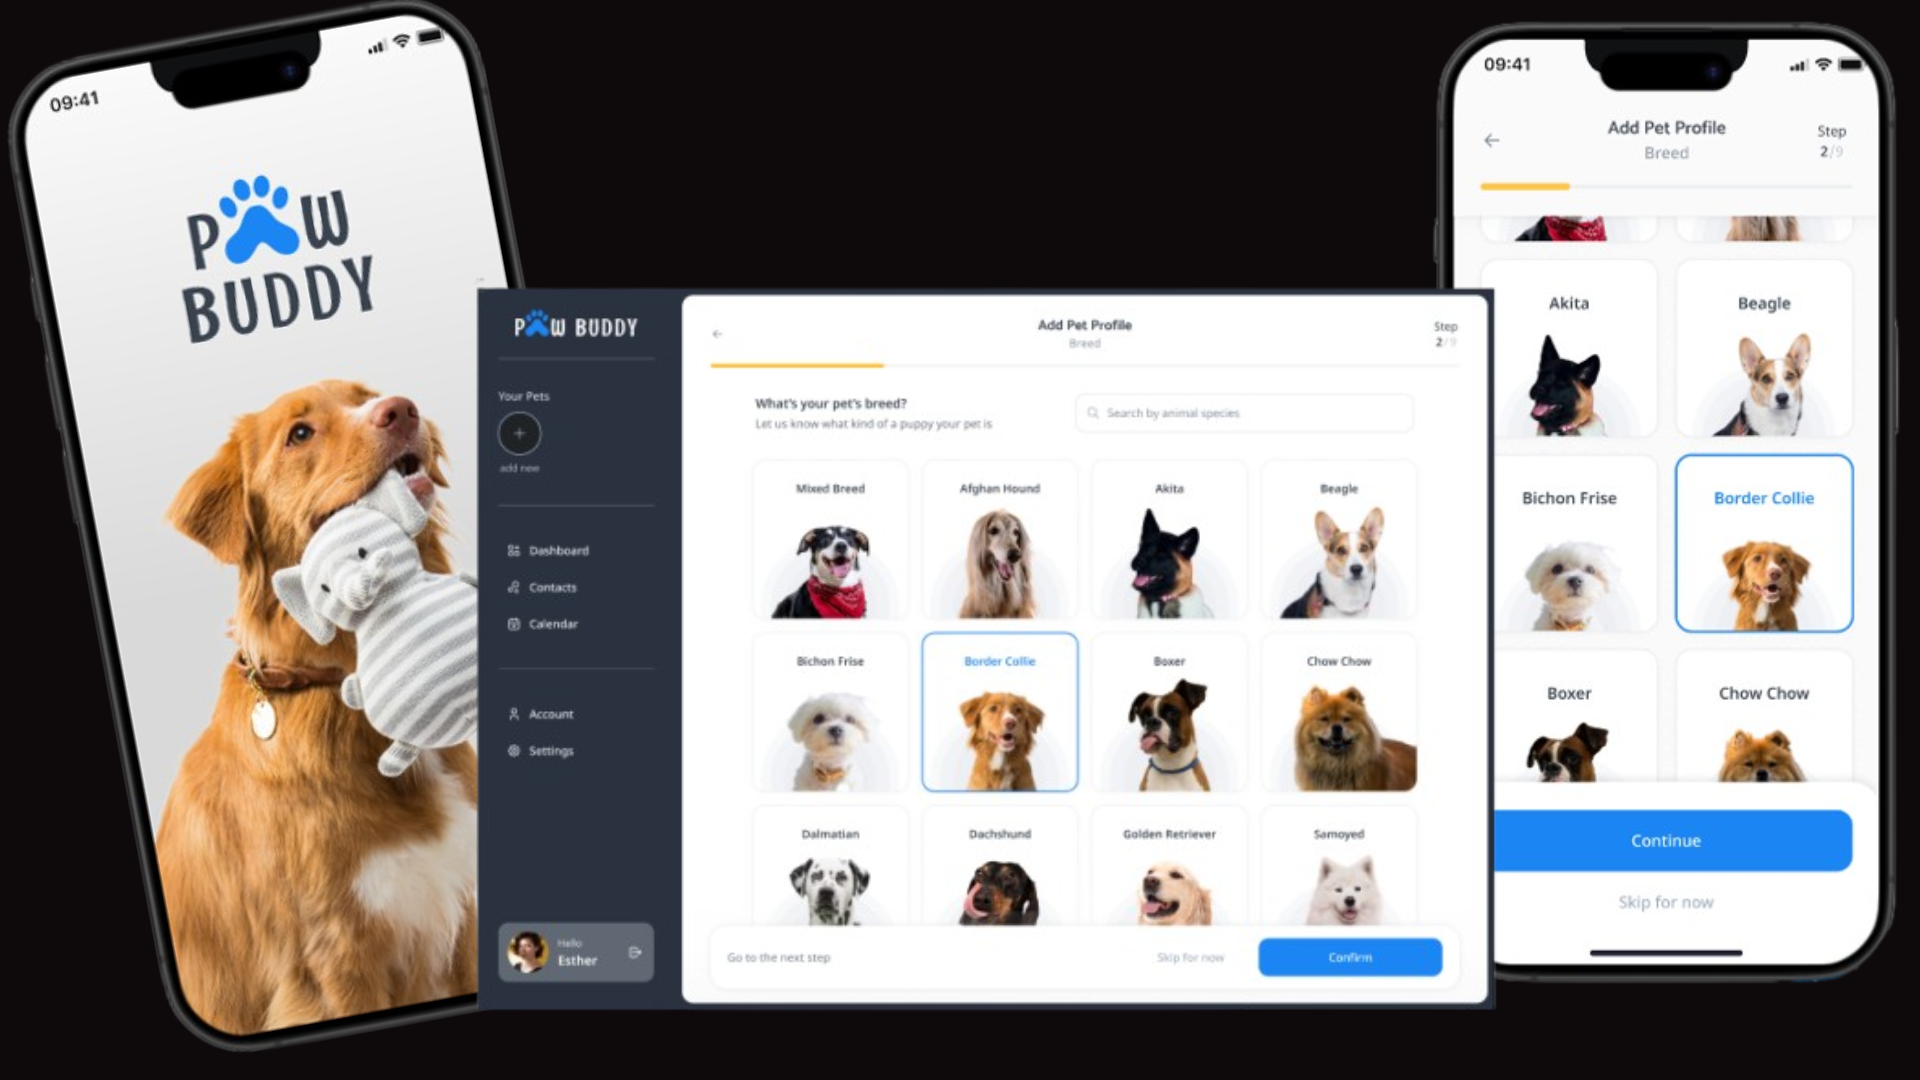 09:41
PAW
BUDDY
PAW BUDDY
Your Pets
add new
Dashboard
Contacts
Calendar
Account
Settings
Hello
Esther
Add Pet Profile
Breed
Step
2/9
What's your pet's breed?
Let us know what kind of a puppy your pet is
Search by animal species
Mixed Breed
Afghan Hound
Akita
Beagle
Bichon Frise
Border Collie
Boxer
Chow Chow
Dalmatian
Dachshund
Golden Retriever
Samoyed
Go to the next step
Skip for now
Confirm
09:41
Add Pet Profile
Breed
Step
2/9
Akita
Beagle
Bichon Frise
Border Collie
Boxer
Chow Chow
Continue
Skip for now